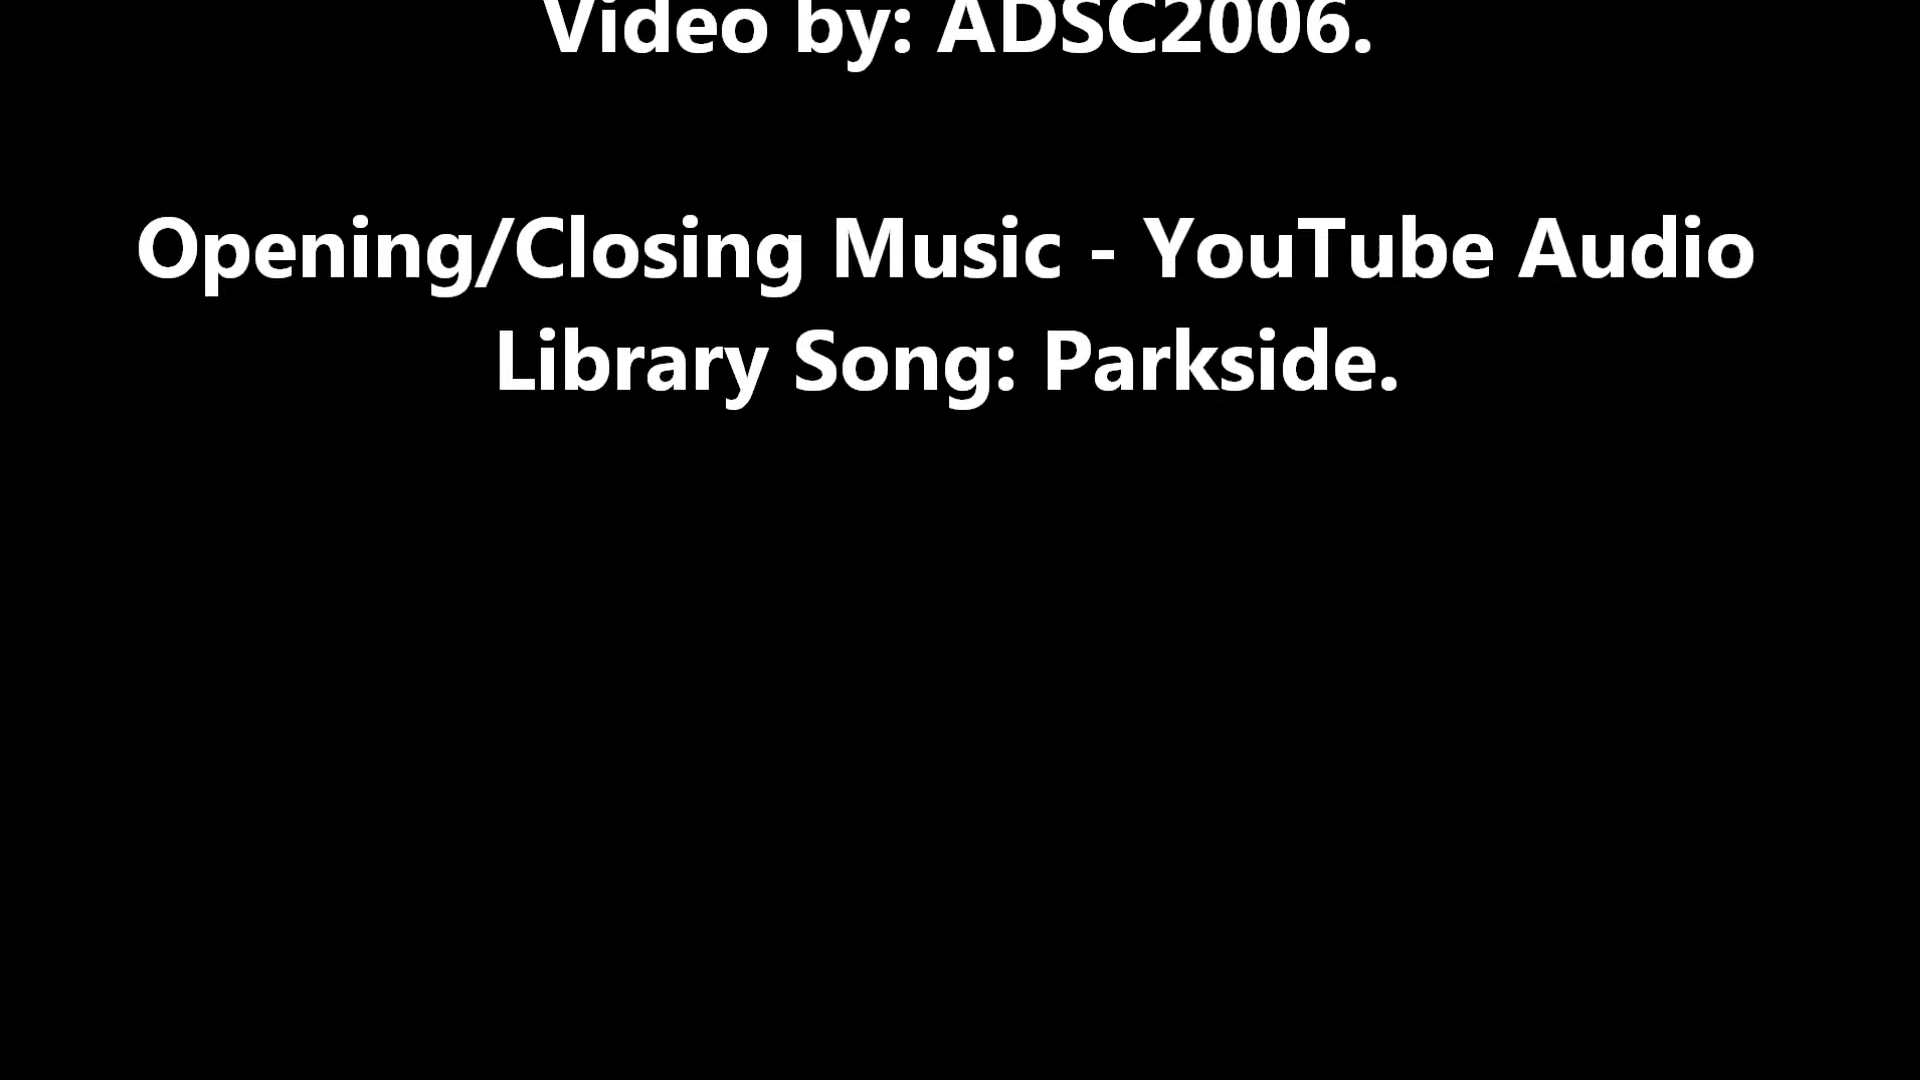 Video by: ADSC2006.
Opening/Closing Music - YouTube Audio
Library Song: Parkside.